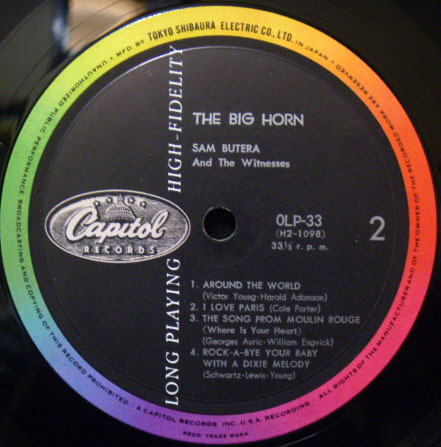 MFD. BY TOKYO SHIBAURA ELECTRIC CO., LTD. IN JAPAN • ALL RIGHTS OF THE MANUFACTURER AND OF THE OWNER OF THE RECORDED WORK ARE RESERVED • UNAUTHORIZED PUBLIC PERFORMANCE, BROADCASTING AND COPYING OF THIS RECORD PROHIBITED •
• A CAPITOL RECORDS, INC., U.S.A. RECORDING •
REGD. TRADE MARK
LONG PLAYING HIGH-FIDELITY
THE BIG HORN
SAM BUTERA
And The Witnesses
Capitol
RECORDS
OLP-33
(H2-1098)
33⅓ r. p. m.
2
1. AROUND THE WORLD
(Victor Young-Harold Adamson)
2. I LOVE PARIS (Cole Porter)
3. THE SONG FROM MOULIN ROUGE
(Where Is Your Heart)
(Georges Auric-William Engvick)
4. ROCK-A-BYE YOUR BABY
WITH A DIXIE MELODY
(Schwartz-Lewis-Young)